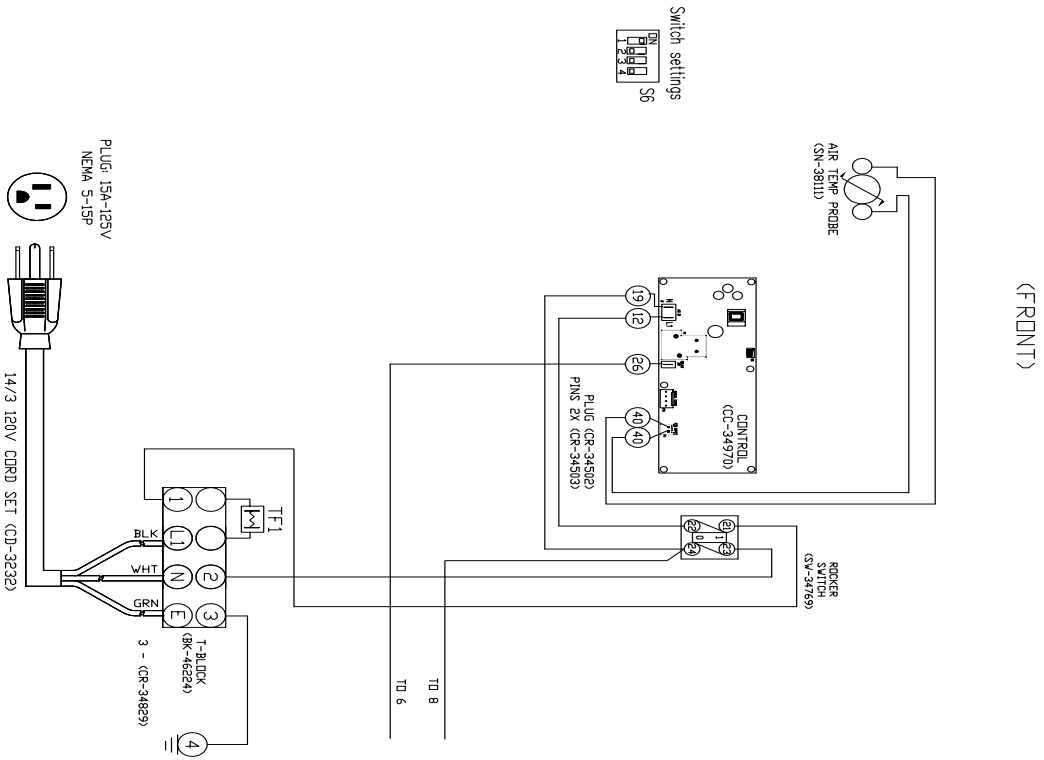 Switch settings
ON
1 2 3 4
S6
AIR TEMP PROBE
(SN-38111)
(FRONT)
PLUG: 15A-125V
NEMA 5-15P
19
12
26
40
40
N
L1
CONTROL
(CC-34970)
PLUG (CR-34502)
PINS 2X (CR-34503)
22
21
0 1
24
23
ROCKER
SWITCH
(SW-34769)
TF1
1
BLK
L1
WHT
N
2
GRN
E
3
T-BLOCK
(BK-46224)
3 - (CR-34829)
14/3 120V CORD SET (CD-3232)
4
TO 6
TO 8